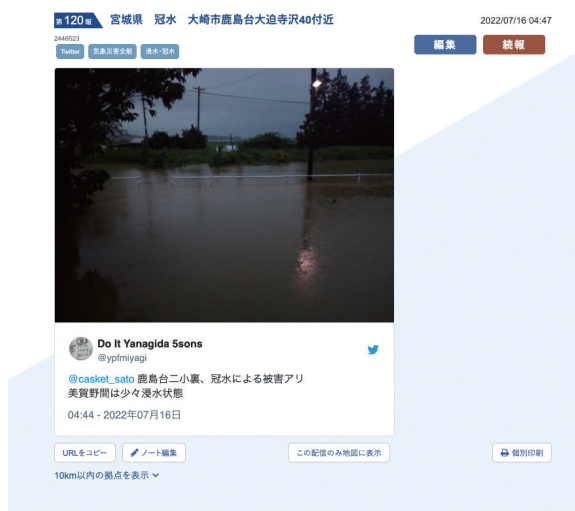 第120報 宮城県 冠水 大崎市鹿島台大迫寺沢40付近
2022/07/16 04:47
2446523
Twitter 気象災害全般 浸水・冠水
編集 続報
Do It Yanagida 5sons
@ypfmiyagi
@casket_sato 鹿島台二小裏、冠水による被害アリ
美賀野間は少々浸水状態
04:44 - 2022年07月16日
URLをコピー ノート編集 この配信のみ地図に表示 個別印刷
10km以内の拠点を表示